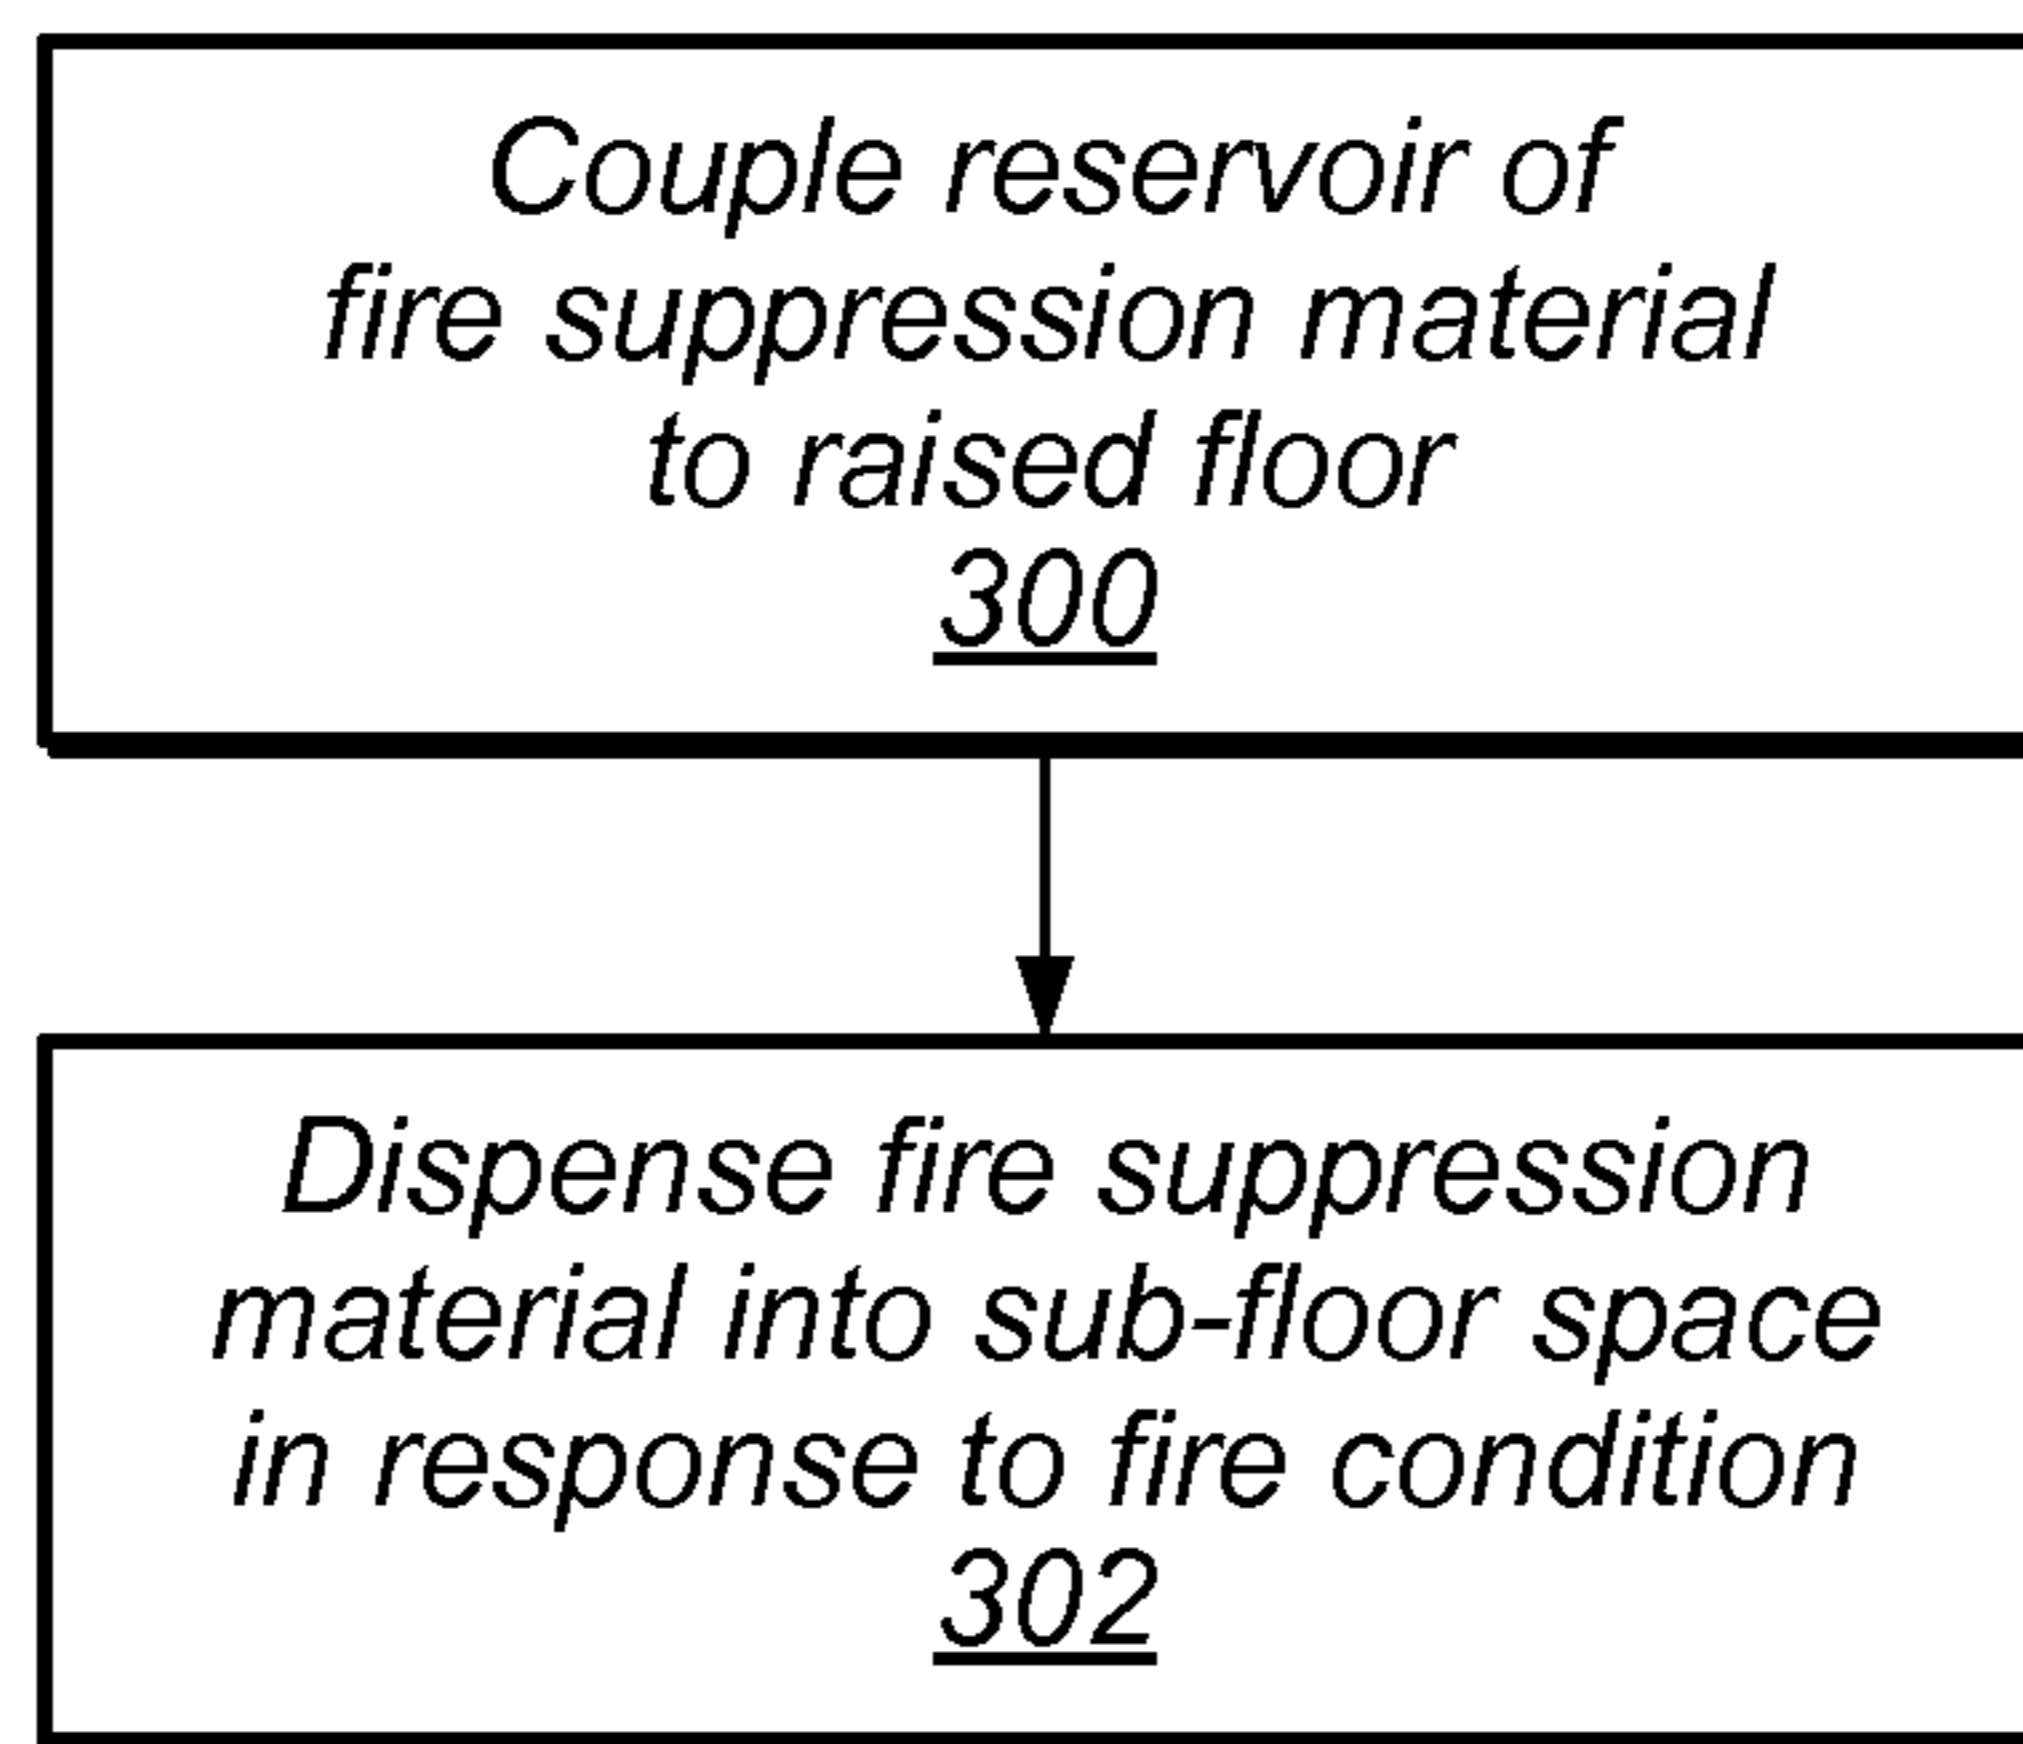 Couple reservoir of
fire suppression material
to raised floor
300
Dispense fire suppression
material into sub-floor space
in response to fire condition
302